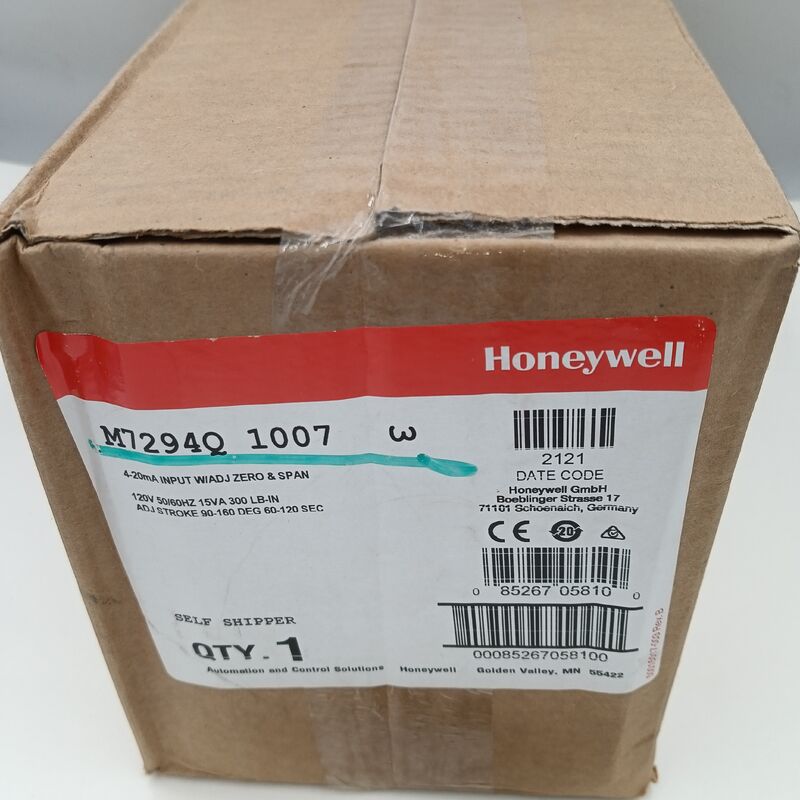 Honeywell
M7294Q 1007 3
4-20mA INPUT W/ADJ ZERO & SPAN
120V 50/60HZ 15VA 300 LB-IN
ADJ STROKE 90-160 DEG 60-120 SEC
2121
DATE CODE
Honeywell GmbH
Boeblinger Strasse 17
71101 Schoenaich, Germany
CE 20
0 85267 05810 0
00085267058100
SELF SHIPPER
QTY. 1
Automation and Control Solutions Honeywell Golden Valley, MN 55422